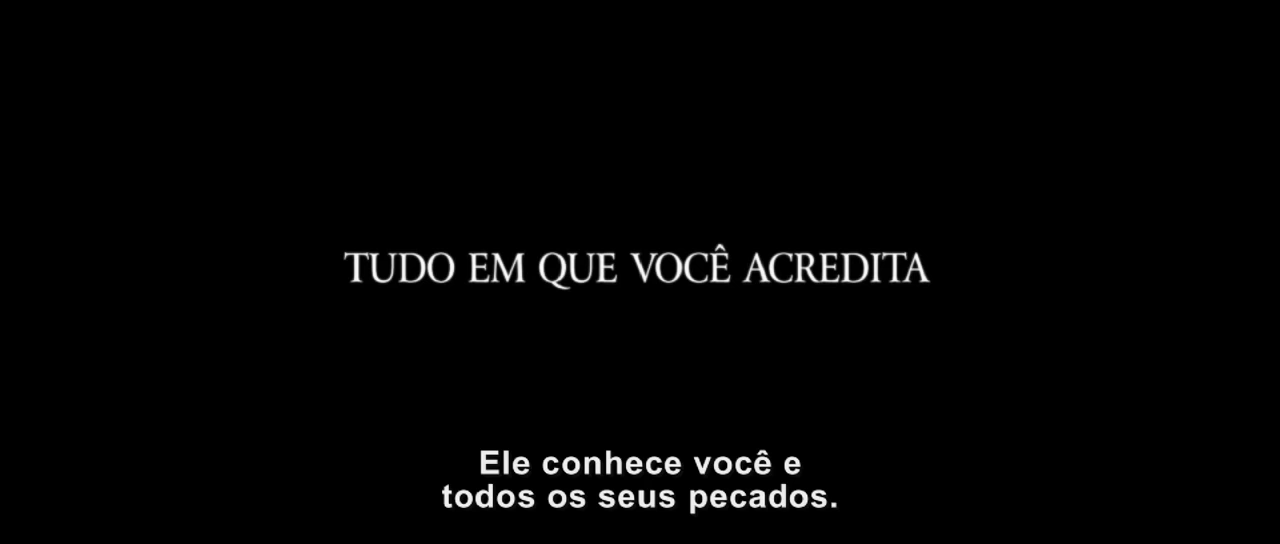 TUDO EM QUE VOCÊ ACREDITA
Ele conhece você e
todos os seus pecados.